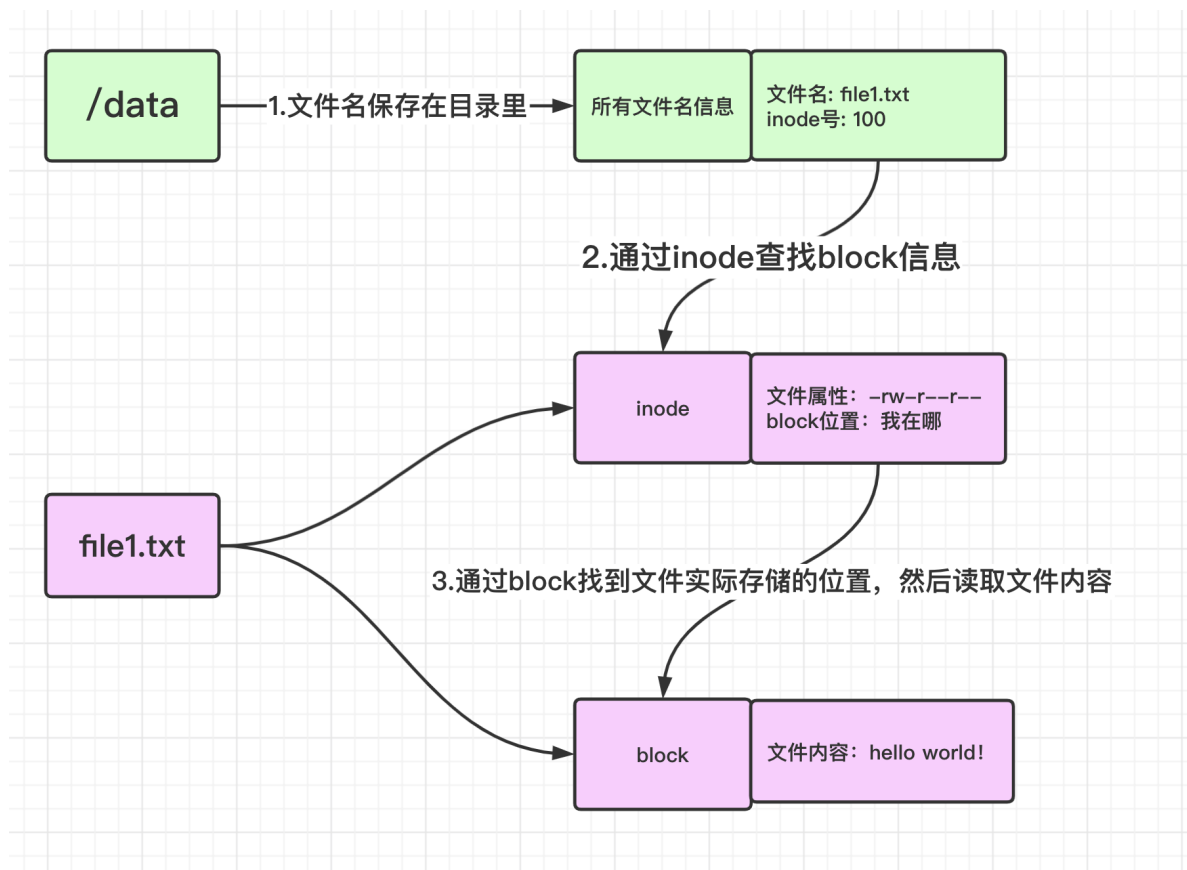 /data
1.文件名保存在目录里
所有文件名信息
文件名: file1.txt
inode号: 100
2.通过inode查找block信息
inode
文件属性：-rw-r--r--
block位置：我在哪
file1.txt
3.通过block找到文件实际存储的位置，然后读取文件内容
block
文件内容：hello world！